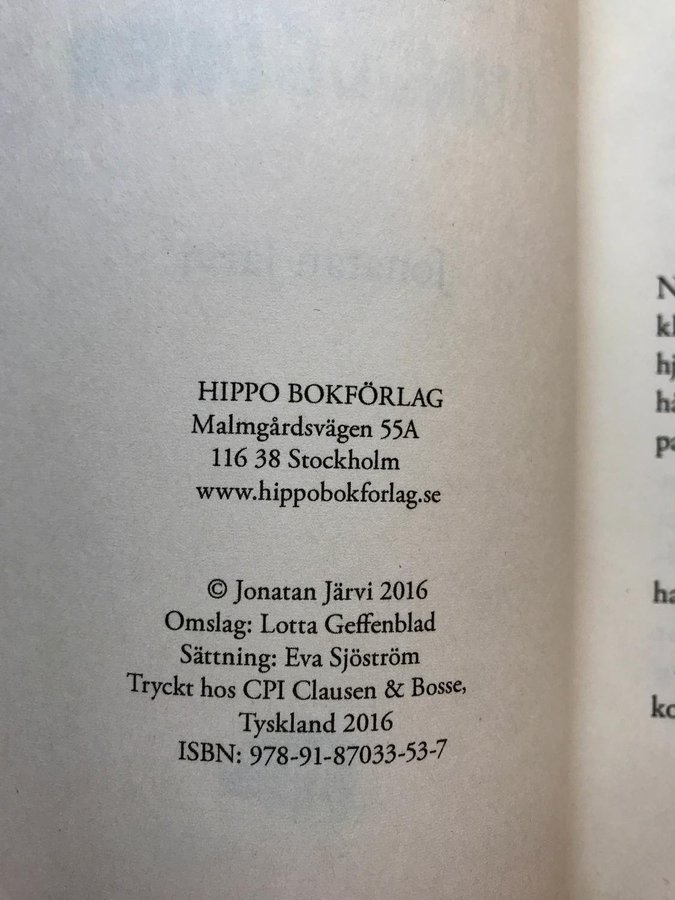 HIPPO BOKFÖRLAG
Malmgårdsvägen 55A
116 38 Stockholm
www.hippobokforlag.se
© Jonatan Järvi 2016
Omslag: Lotta Geffenblad
Sättning: Eva Sjöström
Tryckt hos CPI Clausen & Bosse,
Tyskland 2016
ISBN: 978-91-87033-53-7